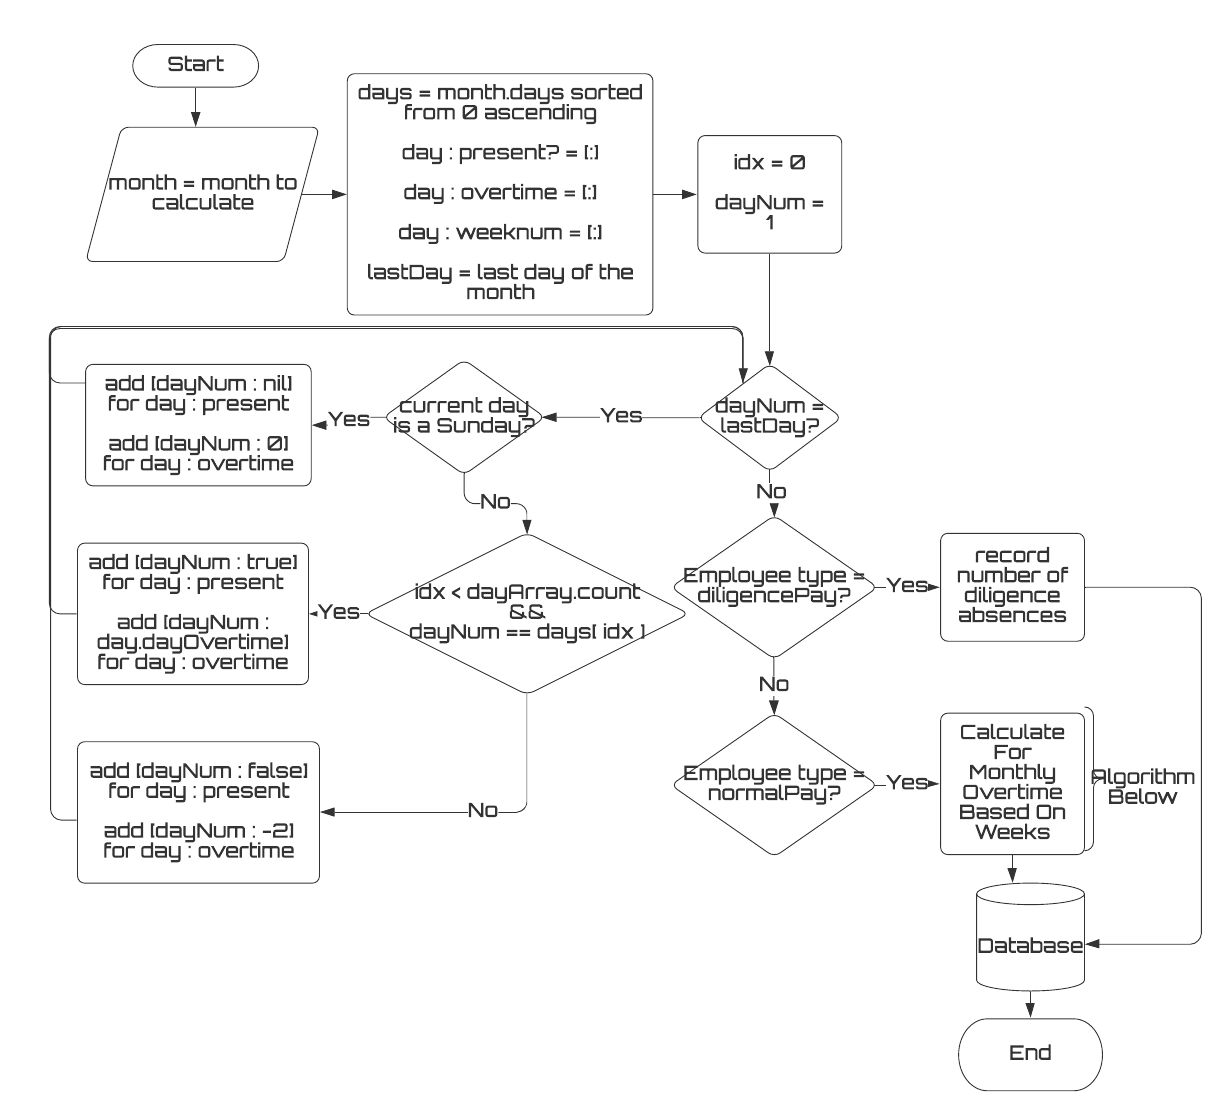 Start
month = month to
calculate
days = month.days sorted
from 0 ascending
day : present? = [:]
day : overtime = [:]
day : weeknum = [:]
lastDay = last day of the
month
idx = 0
dayNum =
1
dayNum =
lastDay?
Yes
current day
is a Sunday?
Yes
add [dayNum : nil]
for day : present
add [dayNum : 0]
for day : overtime
No
idx < dayArray.count
&&
dayNum == days[ idx ]
Yes
add [dayNum : true]
for day : present
add [dayNum :
day.dayOvertime]
for day : overtime
No
add [dayNum : false]
for day : present
add [dayNum : -2]
for day : overtime
No
Employee type =
diligencePay?
Yes
record
number of
diligence
absences
No
Employee type =
normalPay?
Yes
Calculate
For
Monthly
Overtime
Based On
Weeks
Algorithm
Below
Database
End